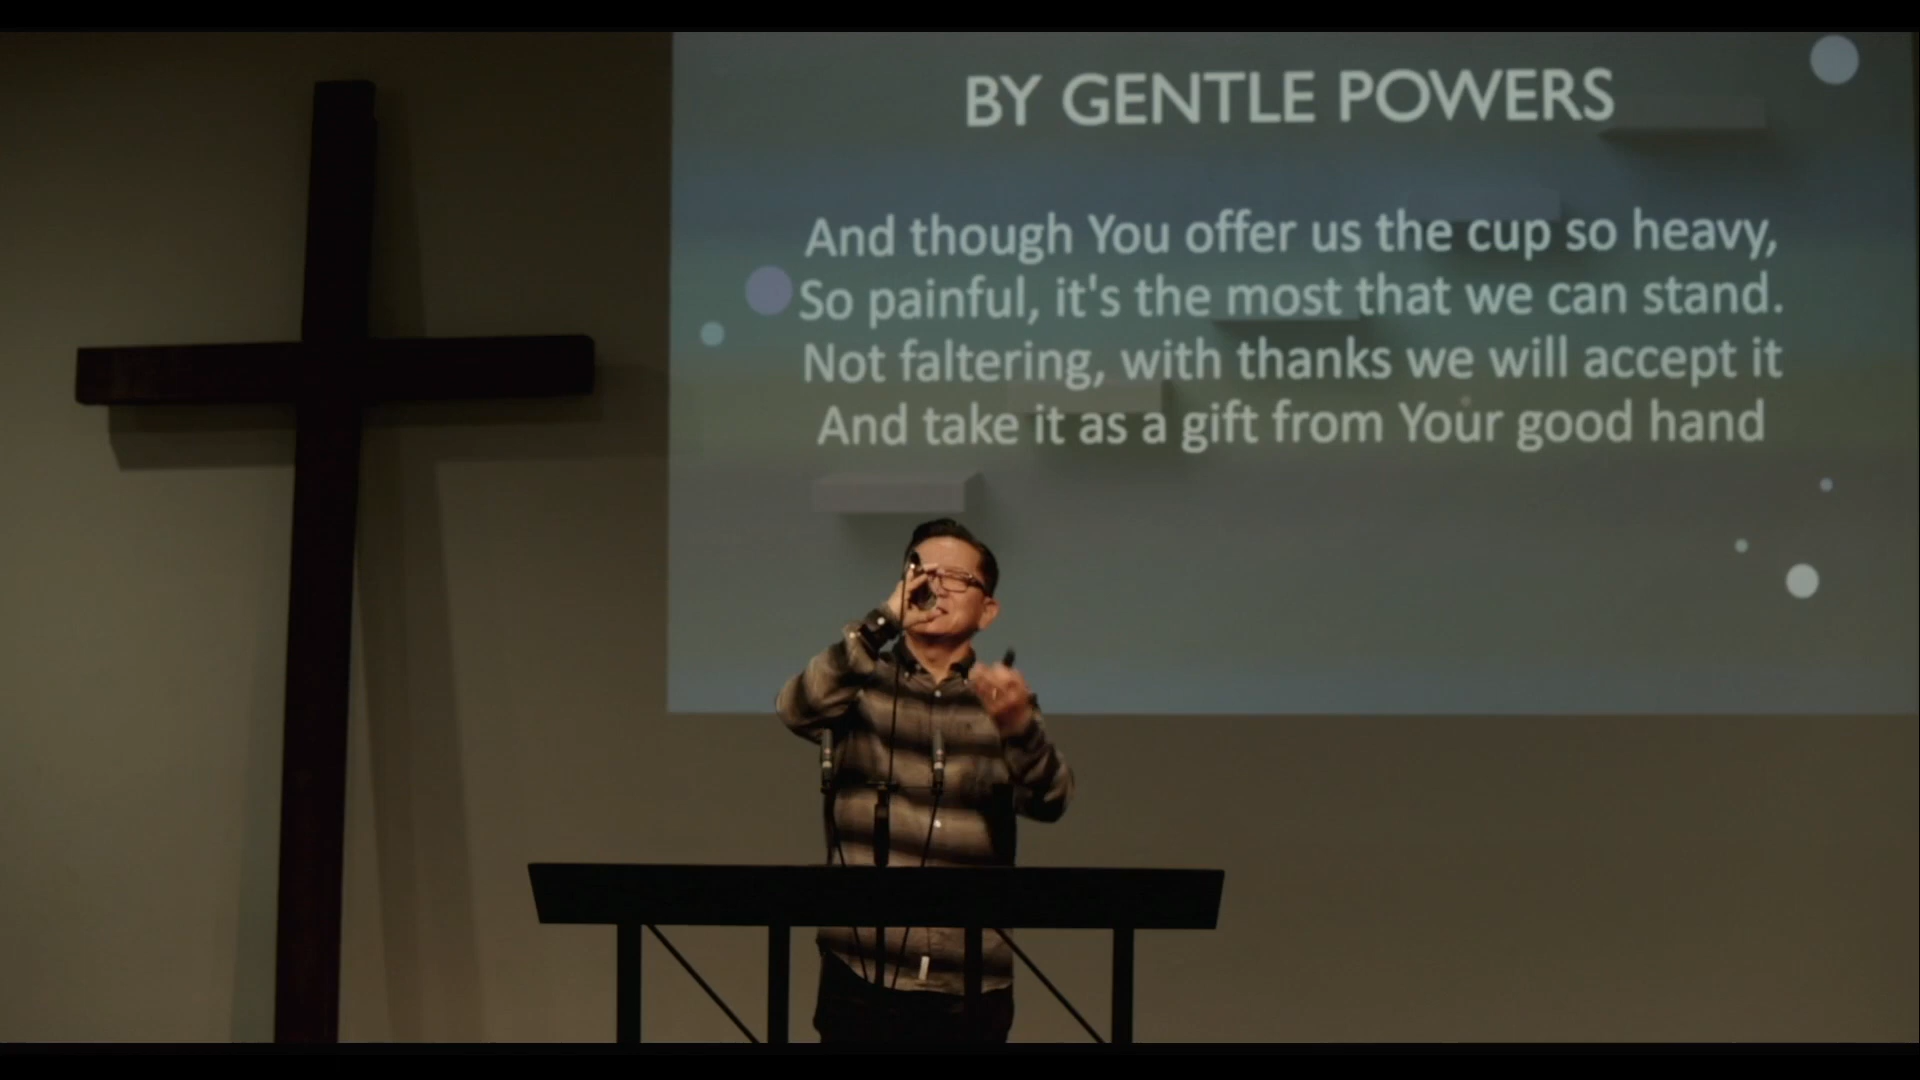 BY GENTLE POWERS
And though You offer us the cup so heavy,
So painful, it's the most that we can stand.
Not faltering, with thanks we will accept it
And take it as a gift from Your good hand